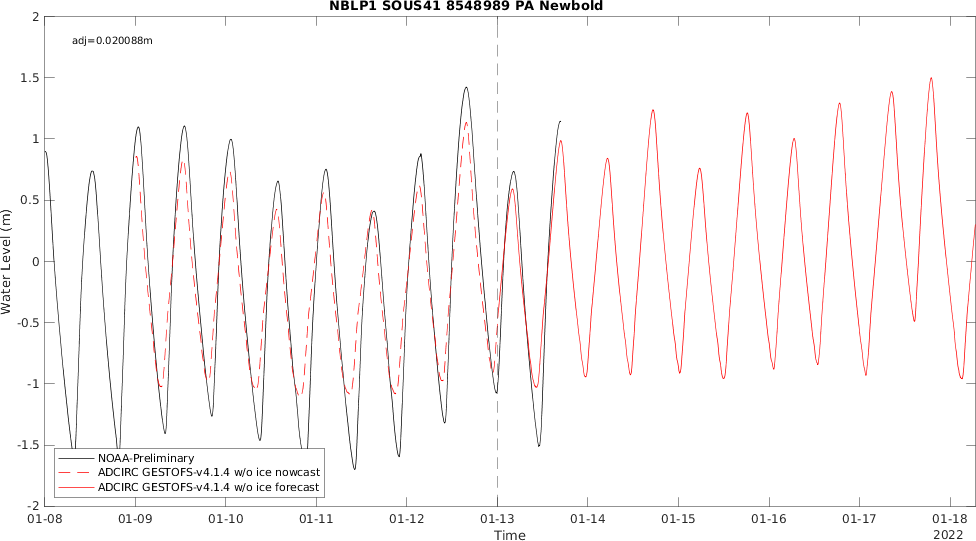 NBLP1 SOUS41 8548989 PA Newbold
adj=0.020088m
2
1.5
1
0.5
0
-0.5
-1
-1.5
-2
Water Level (m)
NOAA-Preliminary
ADCIRC GESTOFS-v4.1.4 w/o ice nowcast
ADCIRC GESTOFS-v4.1.4 w/o ice forecast
01-08 01-09 01-10 01-11 01-12 01-13 01-14 01-15 01-16 01-17 01-18
2022
Time